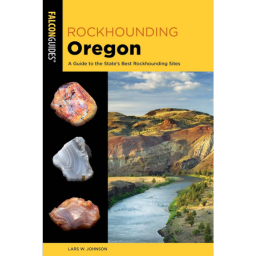 FALCONGUIDES®
ROCKHOUNDING
Oregon
A Guide to the State's Best Rockhounding Sites
LARS W. JOHNSON